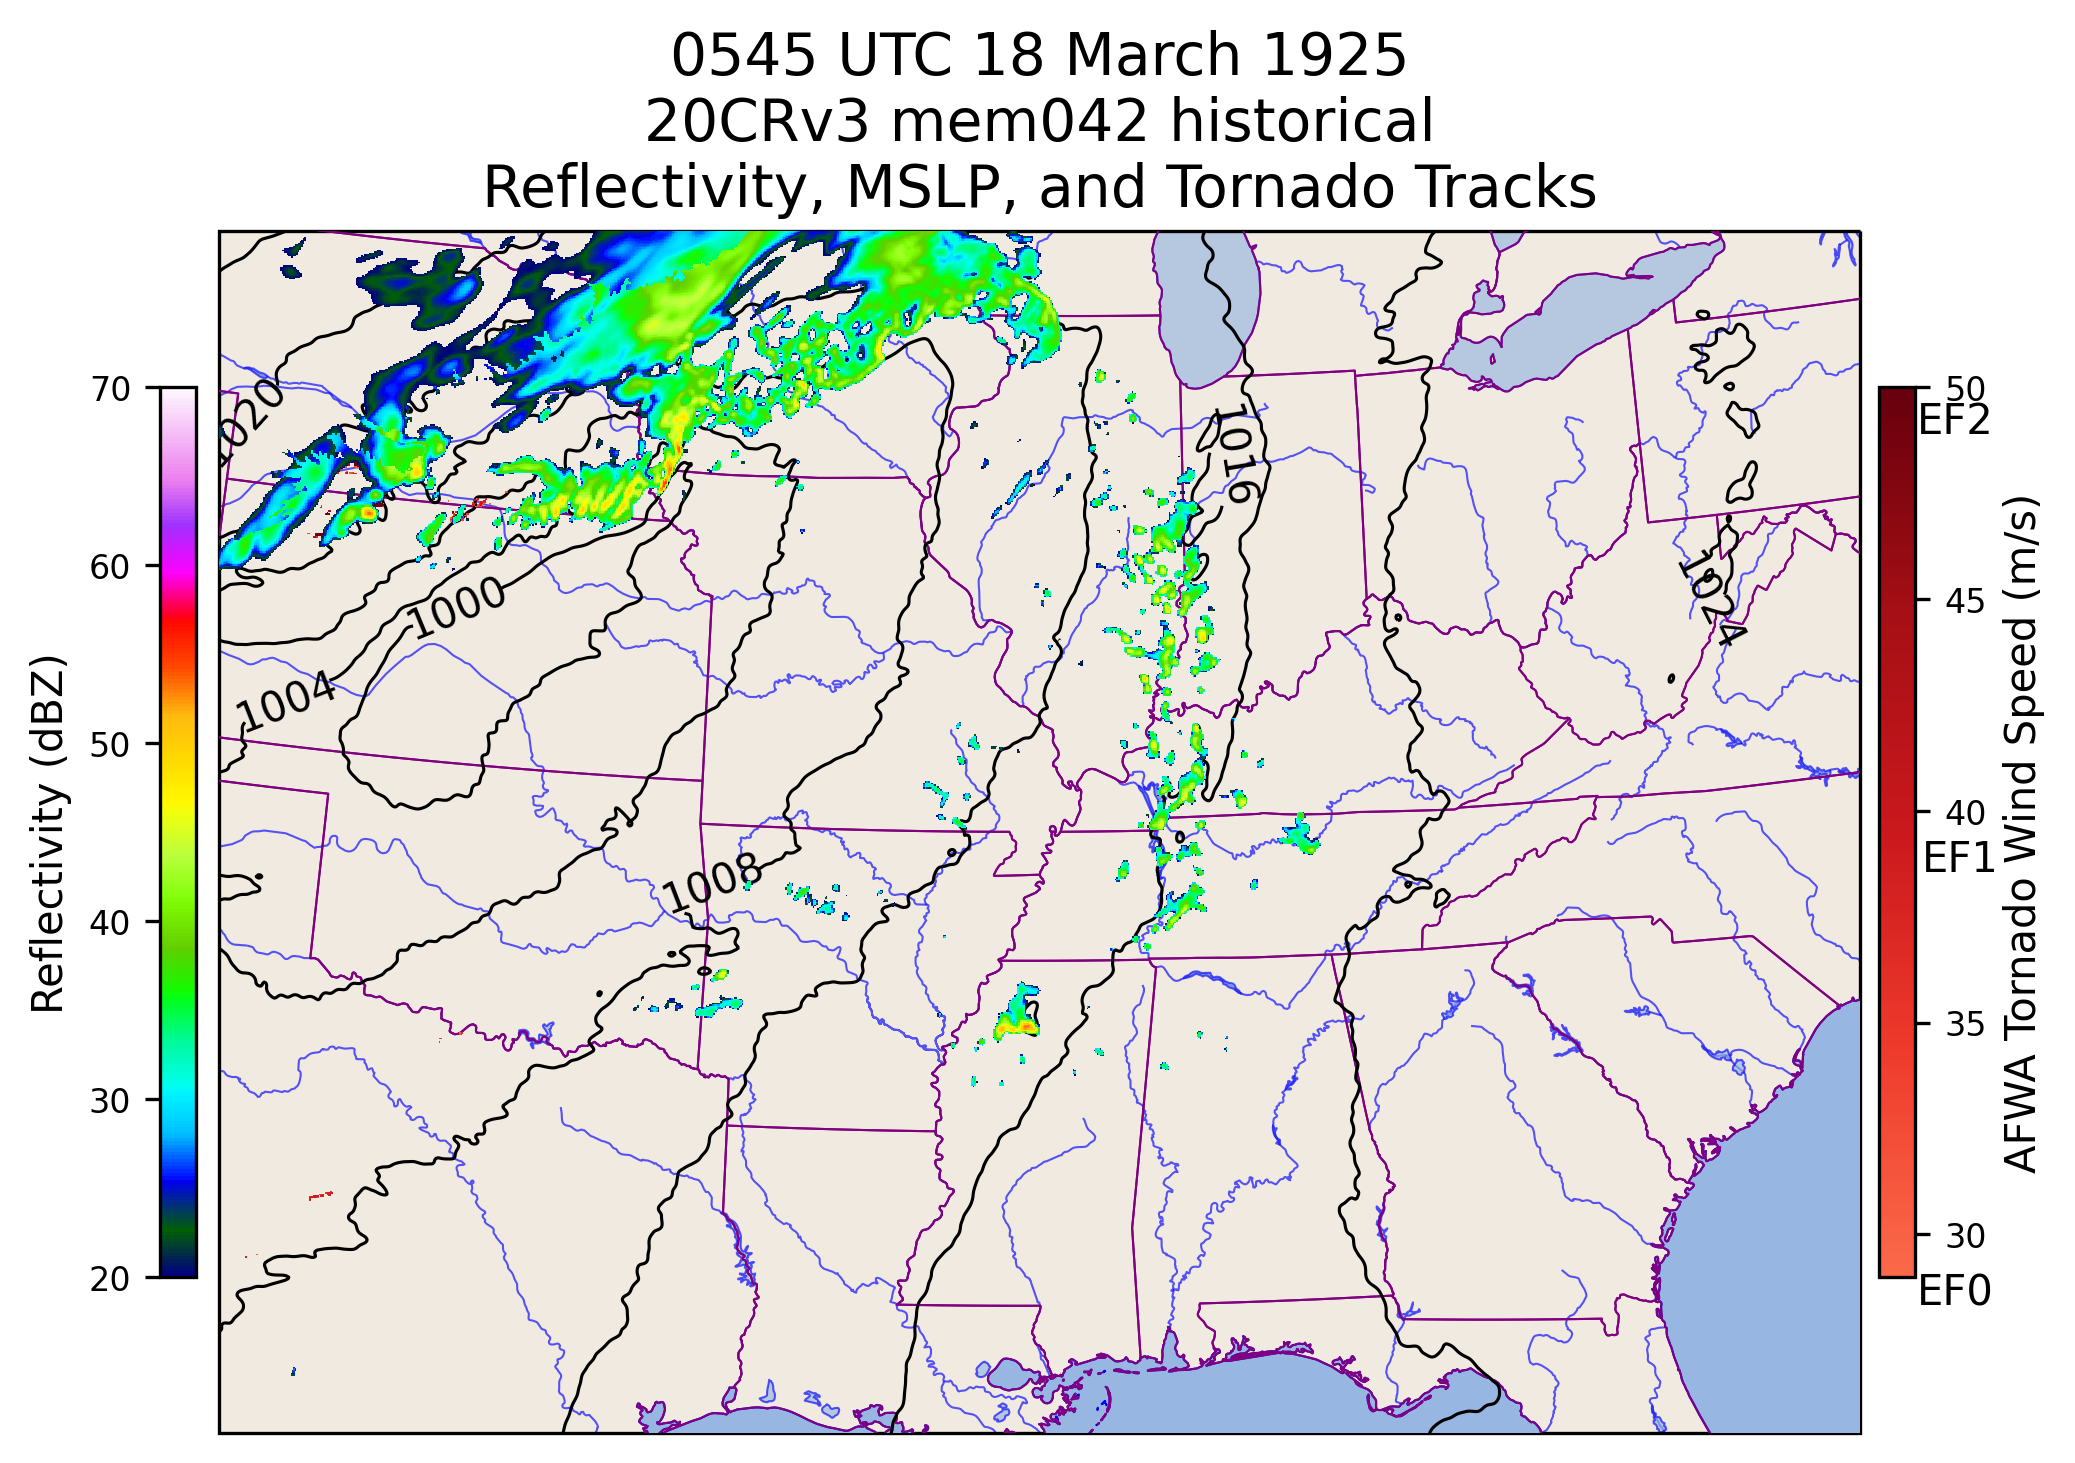 0545 UTC 18 March 1925
20CRv3 mem042 historical
Reflectivity, MSLP, and Tornado Tracks
Reflectivity (dBZ)
70
60
50
40
30
20
1020
1016
1024
1000
1004
1008
50
EF2
45
40
EF1
35
30
EF0
AFWA Tornado Wind Speed (m/s)